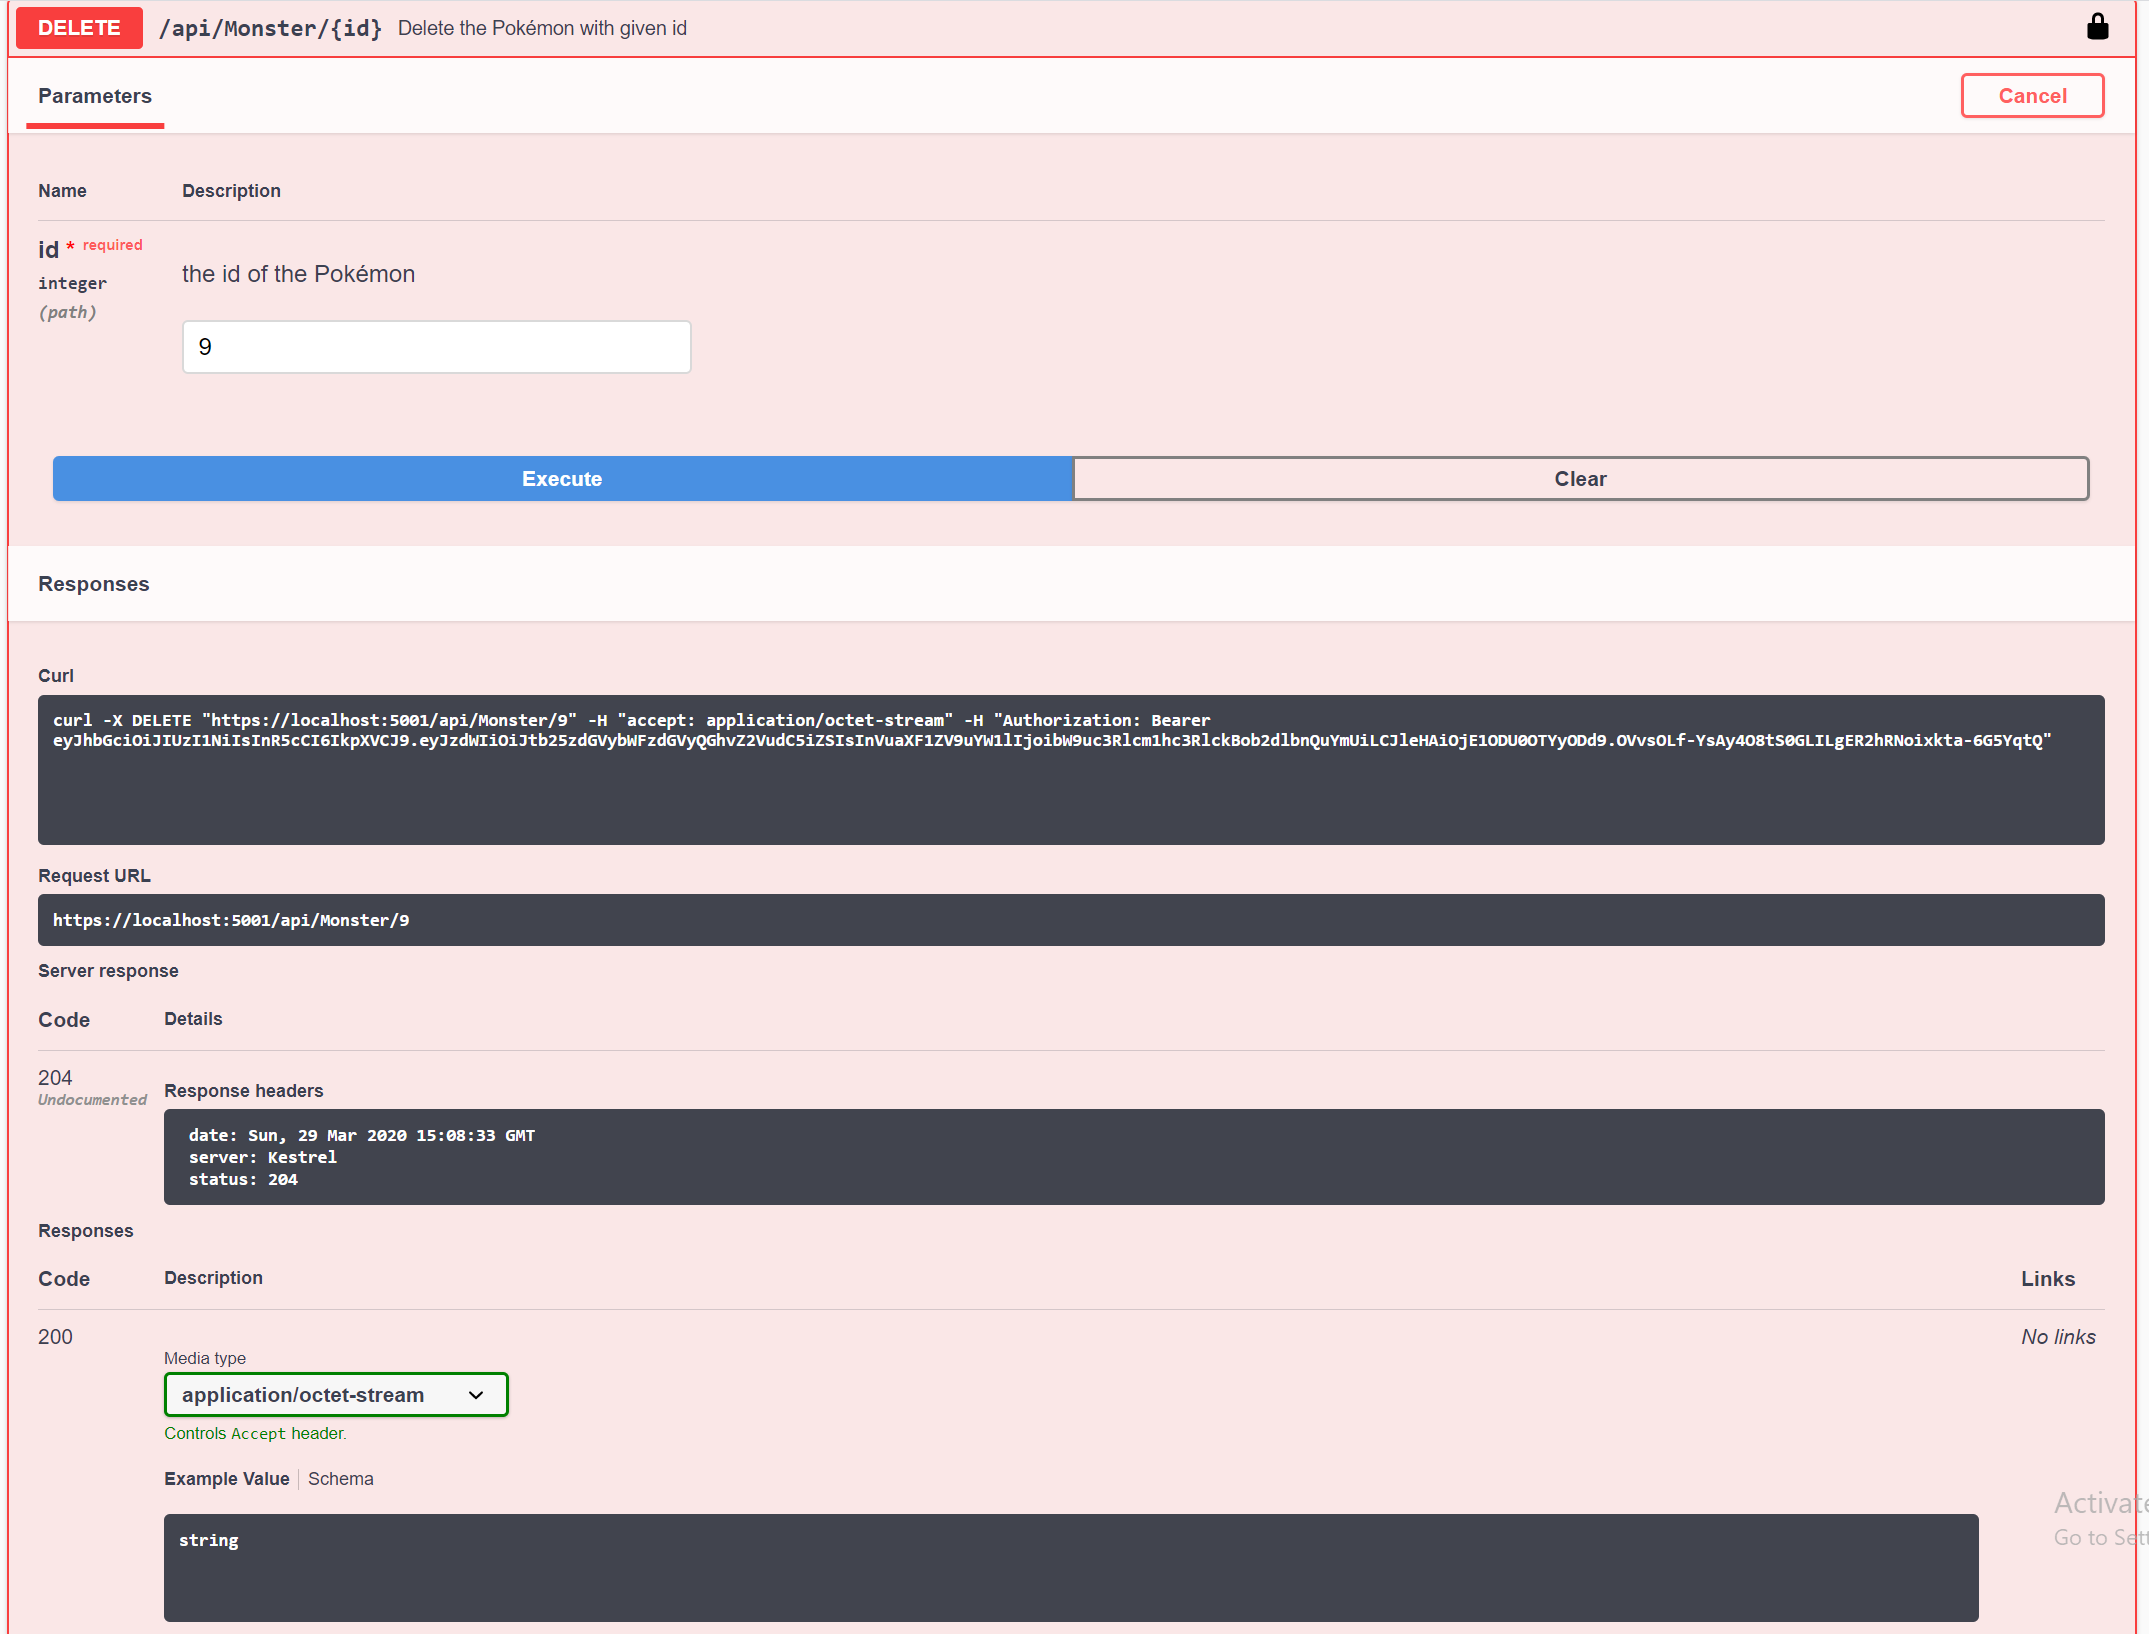 DELETE /api/Monster/{id} Delete the Pokémon with given id
Parameters Cancel
Name Description
id * required
integer
(path)
the id of the Pokémon
9
Execute Clear
Responses
Curl
curl -X DELETE "https://localhost:5001/api/Monster/9" -H "accept: application/octet-stream" -H "Authorization: Bearer
eyJhbGciOiJIUzI1NiIsInR5cCI6IkpXVCJ9.eyJzdWIiOiJtb25zdGVybWFzdGVyQGhvZ2VudC5iZSIsInVuaXF1ZV9uYW1lIjoibW9uc3Rlcm1hc3RlckBob2dlbnQuYmUiLCJleHAiOjE1ODU0OTYyODd9.OVvsOLf-YsAy4O8tS0GLILgER2hRNoixkta-6G5YqtQ"
Request URL
https://localhost:5001/api/Monster/9
Server response
Code Details
204
Undocumented
Response headers
date: Sun, 29 Mar 2020 15:08:33 GMT
server: Kestrel
status: 204
Responses
Code Description Links
200 No links
Media type
application/octet-stream
Controls Accept header.
Example Value Schema
string
Activate
Go to Sett